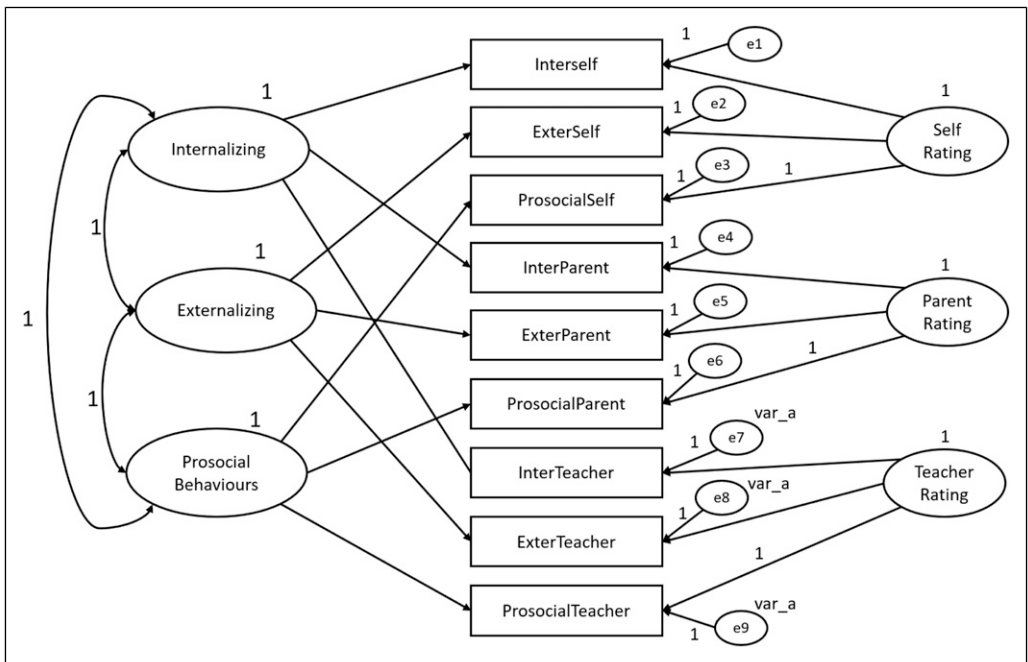 1
Interself
1
e1
1
ExterSelf
1
e2
Self
Rating
Internalizing
1
ProsocialSelf
1
e3
1
1
InterParent
1
e4
1
Externalizing
1
ExterParent
1
e5
Parent
Rating
1
1
ProsocialParent
1
e6
1
1
Prosocial
Behaviours
InterTeacher
1
e7
var_a
1
Teacher
Rating
ExterTeacher
1
e8
var_a
1
ProsocialTeacher
1
e9
var_a